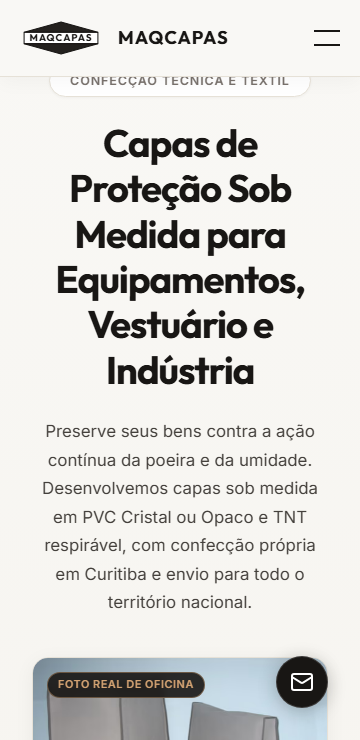 MAQCAPAS MAQCAPAS
CONFECÇÃO TÉCNICA E TÊXTIL
Capas de
Proteção Sob
Medida para
Equipamentos,
Vestuário e
Indústria
Preserve seus bens contra a ação
contínua da poeira e da umidade.
Desenvolvemos capas sob medida
em PVC Cristal ou Opaco e TNT
respirável, com confecção própria
em Curitiba e envio para todo o
território nacional.
FOTO REAL DE OFICINA